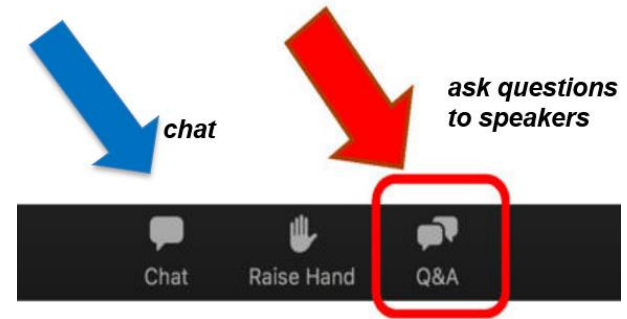 chat
ask questions
to speakers
Chat
Raise Hand
Q&A